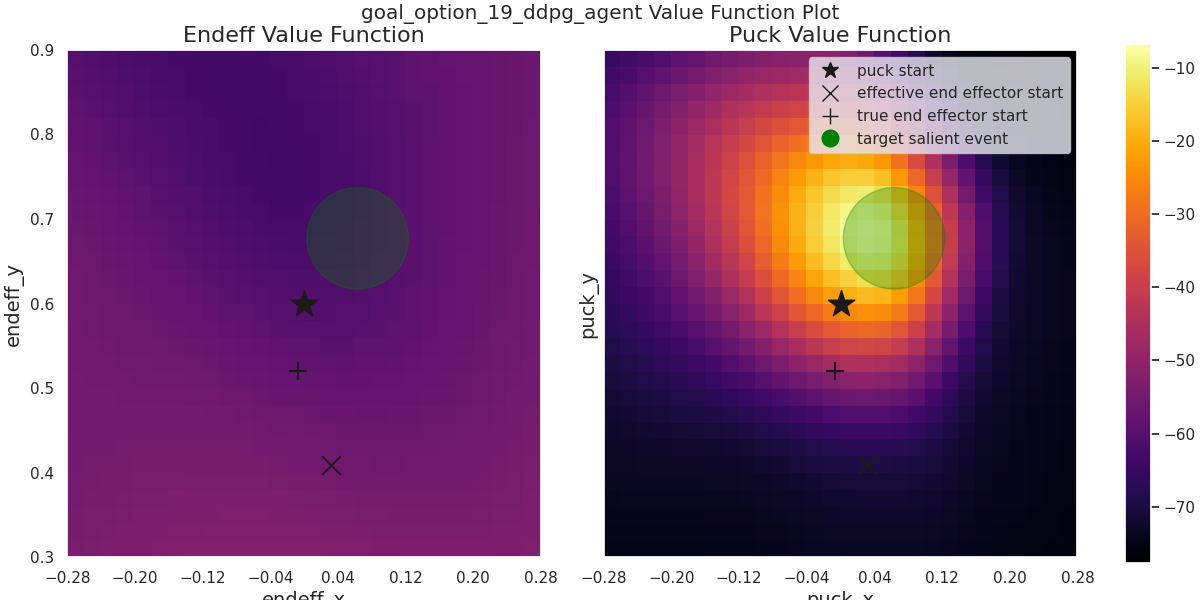 goal_option_19_ddpg_agent Value Function Plot
Endeff Value Function
Puck Value Function
puck start
effective end effector start
true end effector start
target salient event
endeff_y
0.9
0.8
0.7
0.6
0.5
0.4
0.3
−0.28 −0.20 −0.12 −0.04 0.04 0.12 0.20 0.28
endeff_x
puck_y
−0.28 −0.20 −0.12 −0.04 0.04 0.12 0.20 0.28
puck_x
−10
−20
−30
−40
−50
−60
−70